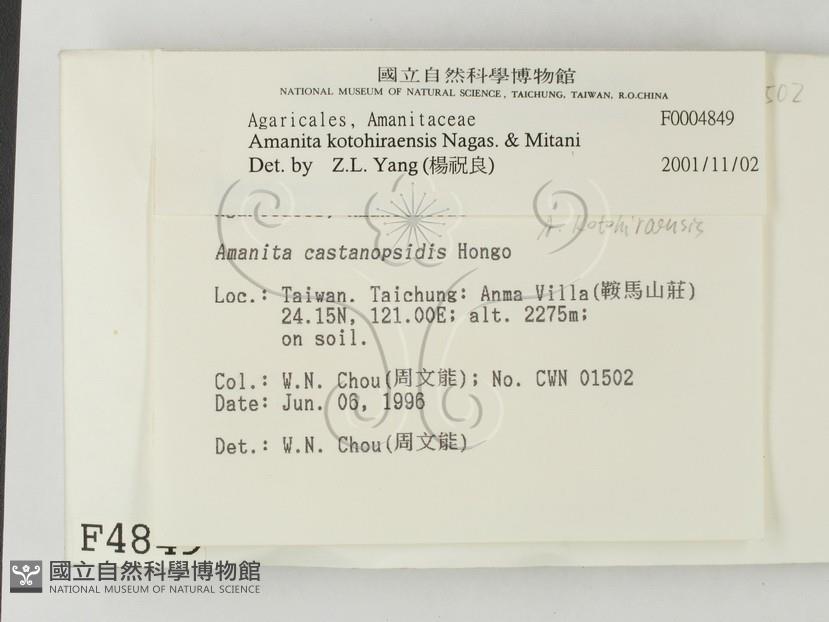 國立自然科學博物館
NATIONAL MUSEUM OF NATURAL SCIENCE, TAICHUNG, TAIWAN, R.O.CHINA
502
Agaricales, Amanitaceae F0004849
Amanita kotohiraensis Nagas. & Mitani
Det. by Z.L. Yang (楊祝良) 2001/11/02
A. kotohiraensis
Amanita castanopsidis Hongo
Loc.: Taiwan. Taichung: Anma Villa(鞍馬山莊)
24.15N, 121.00E; alt. 2275m;
on soil.
Col.: W.N. Chou(周文能); No. CWN 01502
Date: Jun. 06, 1996
Det.: W.N. Chou(周文能)
F4849
國立自然科學博物館
NATIONAL MUSEUM OF NATURAL SCIENCE